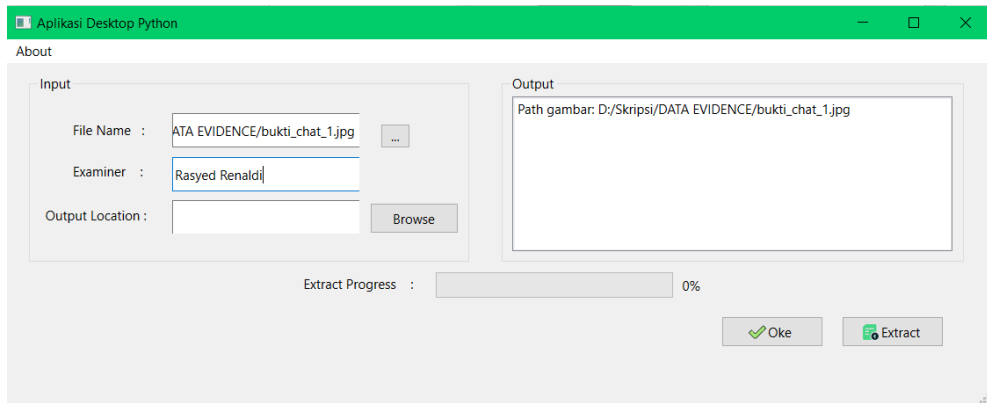 Aplikasi Desktop Python
About
Input
File Name :
ATA EVIDENCE/bukti_chat_1.jpg
...
Examiner :
Rasyed Renaldi
Output Location :
Browse
Output
Path gambar: D:/Skripsi/DATA EVIDENCE/bukti_chat_1.jpg
Extract Progress :
0%
Oke
Extract